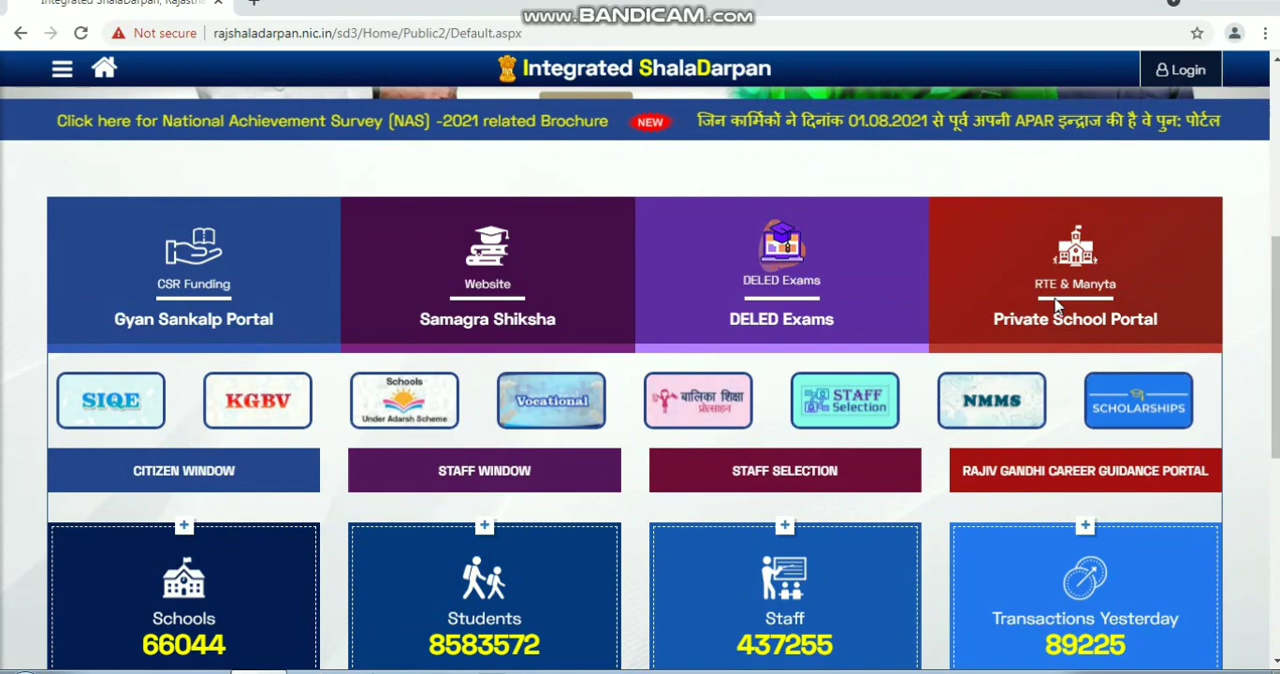 www.BANDICAM.com
Integrated ShalaDarpan, Rajasthan
Not secure
rajshaladarpan.nic.in/sd3/Home/Public2/Default.aspx
Integrated ShalaDarpan
Login
Click here for National Achievement Survey (NAS) -2021 related Brochure
NEW
जिन कार्मिकों ने दिनांक 01.08.2021 से पूर्व अपनी APAR इन्द्राज की है वे पुन: पोर्टल
CSR Funding
Gyan Sankalp Portal
Website
Samagra Shiksha
DELED Exams
DELED Exams
RTE & Manyta
Private School Portal
SIQE
KGBV
Schools
Under Adarsh Scheme
Vocational
बालिका शिक्षा
प्रोत्साहन
STAFF
Selection
NMMS
SCHOLARSHIPS
CITIZEN WINDOW
STAFF WINDOW
STAFF SELECTION
RAJIV GANDHI CAREER GUIDANCE PORTAL
Schools
66044
Students
8583572
Staff
437255
Transactions Yesterday
89225